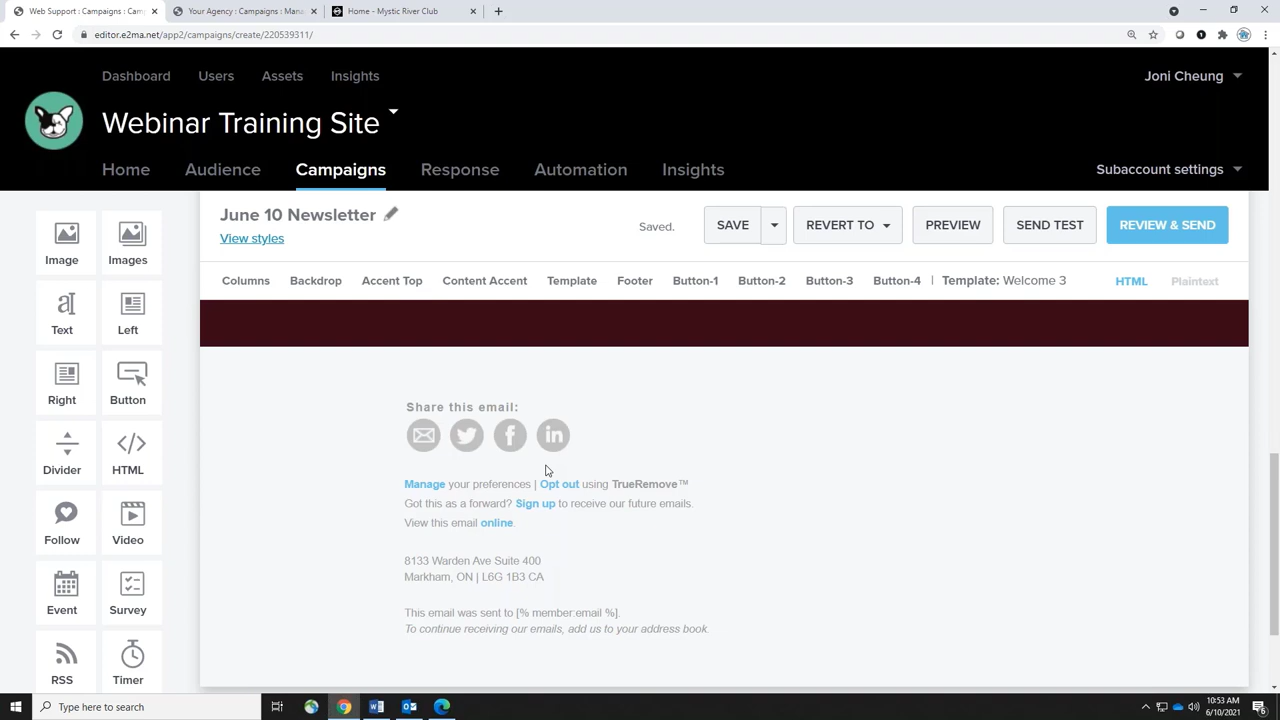 Web Support : Campaigns : Cam
Your Agency : Campaigns : Mana
Home - Mystic River Club
editor.e2ma.net/app2/campaigns/create/220539311/
Dashboard Users Assets Insights
Joni Cheung
Webinar Training Site
Home Audience Campaigns Response Automation Insights
Subaccount settings
June 10 Newsletter
View styles
Saved.
SAVE
REVERT TO
PREVIEW
SEND TEST
REVIEW & SEND
Columns Backdrop Accent Top Content Accent Template Footer Button-1 Button-2 Button-3 Button-4 | Template: Welcome 3
HTML Plaintext
Image Images
Text Left
Right Button
Divider HTML
Follow Video
Event Survey
RSS Timer
Share this email:
Manage your preferences | Opt out using TrueRemove™
Got this as a forward? Sign up to receive our future emails.
View this email online.
8133 Warden Ave Suite 400
Markham, ON | L6G 1B3 CA
This email was sent to [% member:email %].
To continue receiving our emails, add us to your address book.
Type here to search
10:53 AM
6/10/2021